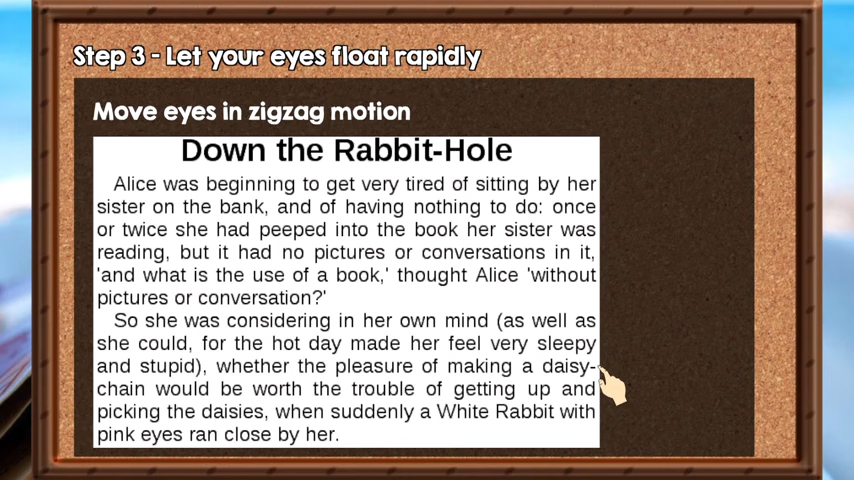 Step 3 - Let your eyes float rapidly
Move eyes in zigzag motion
Down the Rabbit-Hole
Alice was beginning to get very tired of sitting by her
sister on the bank, and of having nothing to do: once
or twice she had peeped into the book her sister was
reading, but it had no pictures or conversations in it,
'and what is the use of a book,' thought Alice 'without
pictures or conversation?'
So she was considering in her own mind (as well as
she could, for the hot day made her feel very sleepy
and stupid), whether the pleasure of making a daisy-
chain would be worth the trouble of getting up and
picking the daisies, when suddenly a White Rabbit with
pink eyes ran close by her.